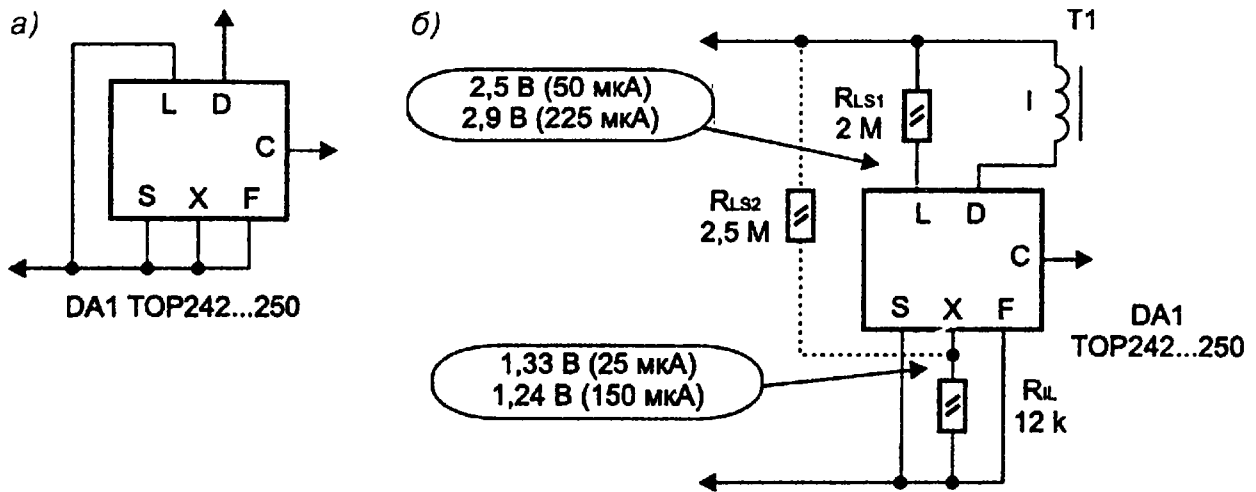 а)
L D
C
S X F
DA1 TOP242...250
б)
T1
2,5 В (50 мкА)
2,9 В (225 мкА)
RLS1
2 M
I
RLS2
2,5 M
L D
C
S X F
DA1
TOP242...250
1,33 В (25 мкА)
1,24 В (150 мкА)
RIL
12 k